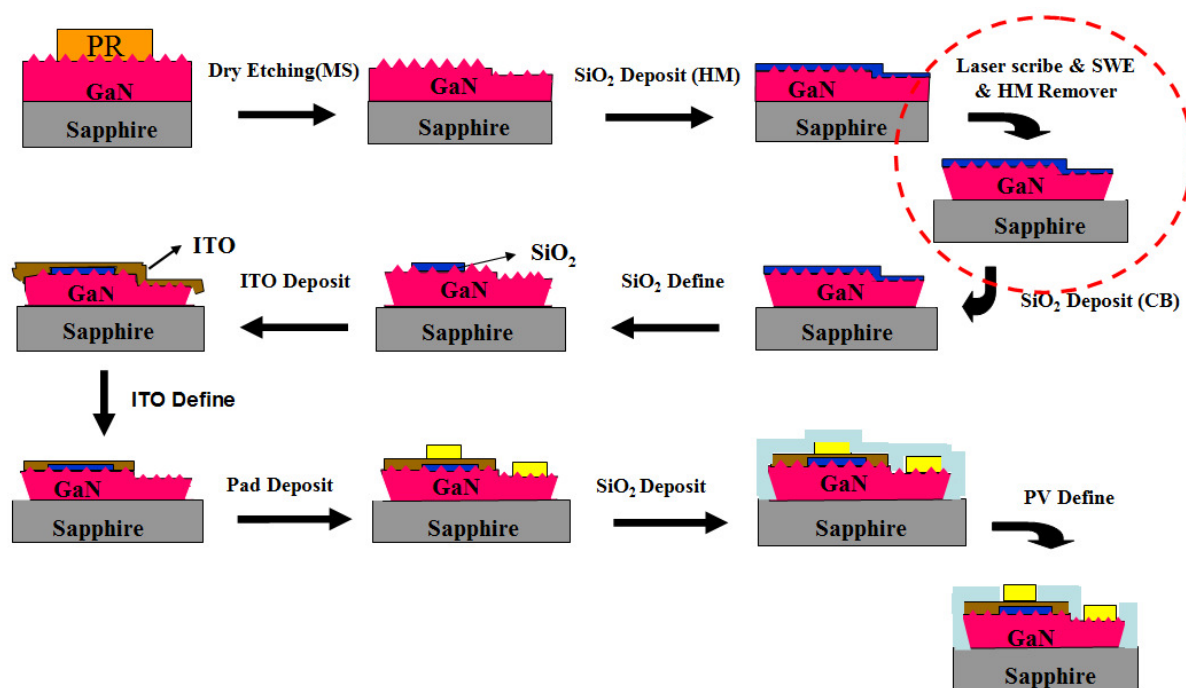 PR
GaN
Sapphire
Dry Etching(MS)
GaN
Sapphire
SiO₂ Deposit (HM)
GaN
Sapphire
Laser scribe & SWE
& HM Remover
GaN
Sapphire
SiO₂ Deposit (CB)
GaN
Sapphire
SiO₂ Define
SiO₂
GaN
Sapphire
ITO Deposit
ITO
GaN
Sapphire
ITO Define
GaN
Sapphire
Pad Deposit
GaN
Sapphire
SiO₂ Deposit
GaN
Sapphire
PV Define
GaN
Sapphire